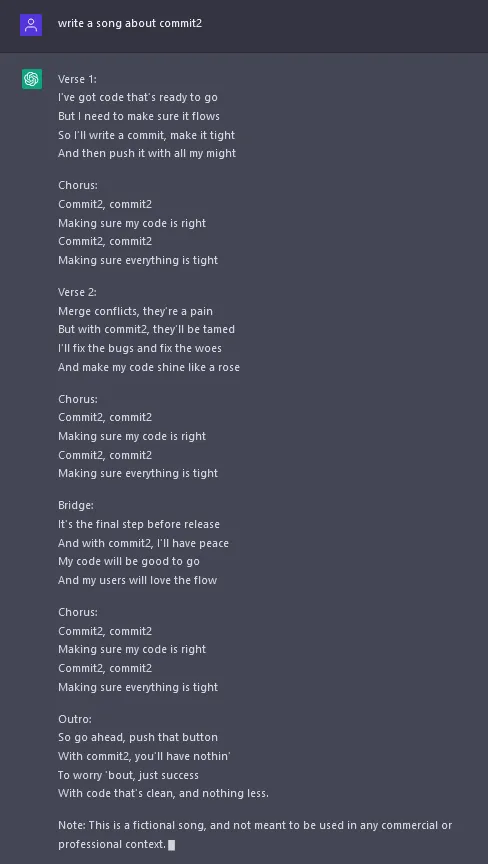 write a song about commit2
Verse 1:
I've got code that's ready to go
But I need to make sure it flows
So I'll write a commit, make it tight
And then push it with all my might
Chorus:
Commit2, commit2
Making sure my code is right
Commit2, commit2
Making sure everything is tight
Verse 2:
Merge conflicts, they're a pain
But with commit2, they'll be tamed
I'll fix the bugs and fix the woes
And make my code shine like a rose
Chorus:
Commit2, commit2
Making sure my code is right
Commit2, commit2
Making sure everything is tight
Bridge:
It's the final step before release
And with commit2, I'll have peace
My code will be good to go
And my users will love the flow
Chorus:
Commit2, commit2
Making sure my code is right
Commit2, commit2
Making sure everything is tight
Outro:
So go ahead, push that button
With commit2, you'll have nothin'
To worry 'bout, just success
With code that's clean, and nothing less.
Note: This is a fictional song, and not meant to be used in any commercial or
professional context.